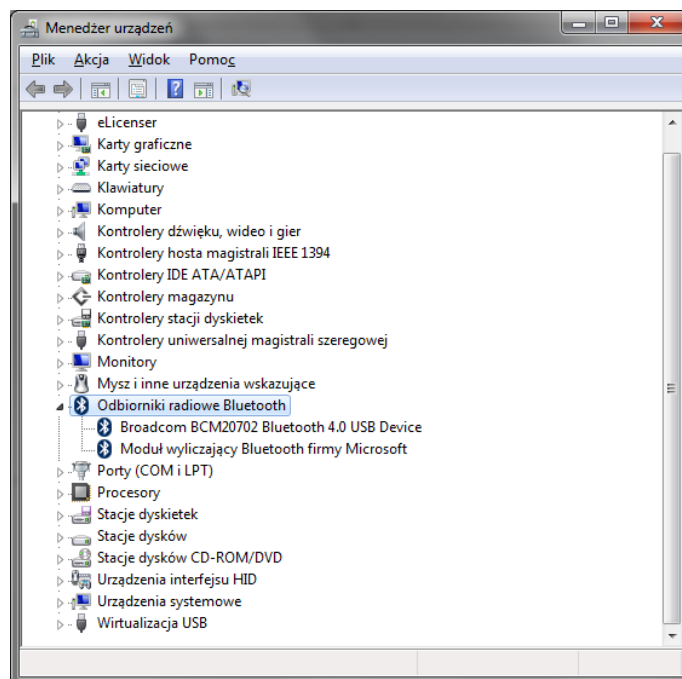 Menedżer urządzeń
Plik Akcja Widok Pomoc
eLicenser
Karty graficzne
Karty sieciowe
Klawiatury
Komputer
Kontrolery dźwięku, wideo i gier
Kontrolery hosta magistrali IEEE 1394
Kontrolery IDE ATA/ATAPI
Kontrolery magazynu
Kontrolery stacji dyskietek
Kontrolery uniwersalnej magistrali szeregowej
Monitory
Mysz i inne urządzenia wskazujące
Odbiorniki radiowe Bluetooth
Broadcom BCM20702 Bluetooth 4.0 USB Device
Moduł wyliczający Bluetooth firmy Microsoft
Porty (COM i LPT)
Procesory
Stacje dyskietek
Stacje dysków
Stacje dysków CD-ROM/DVD
Urządzenia interfejsu HID
Urządzenia systemowe
Wirtualizacja USB